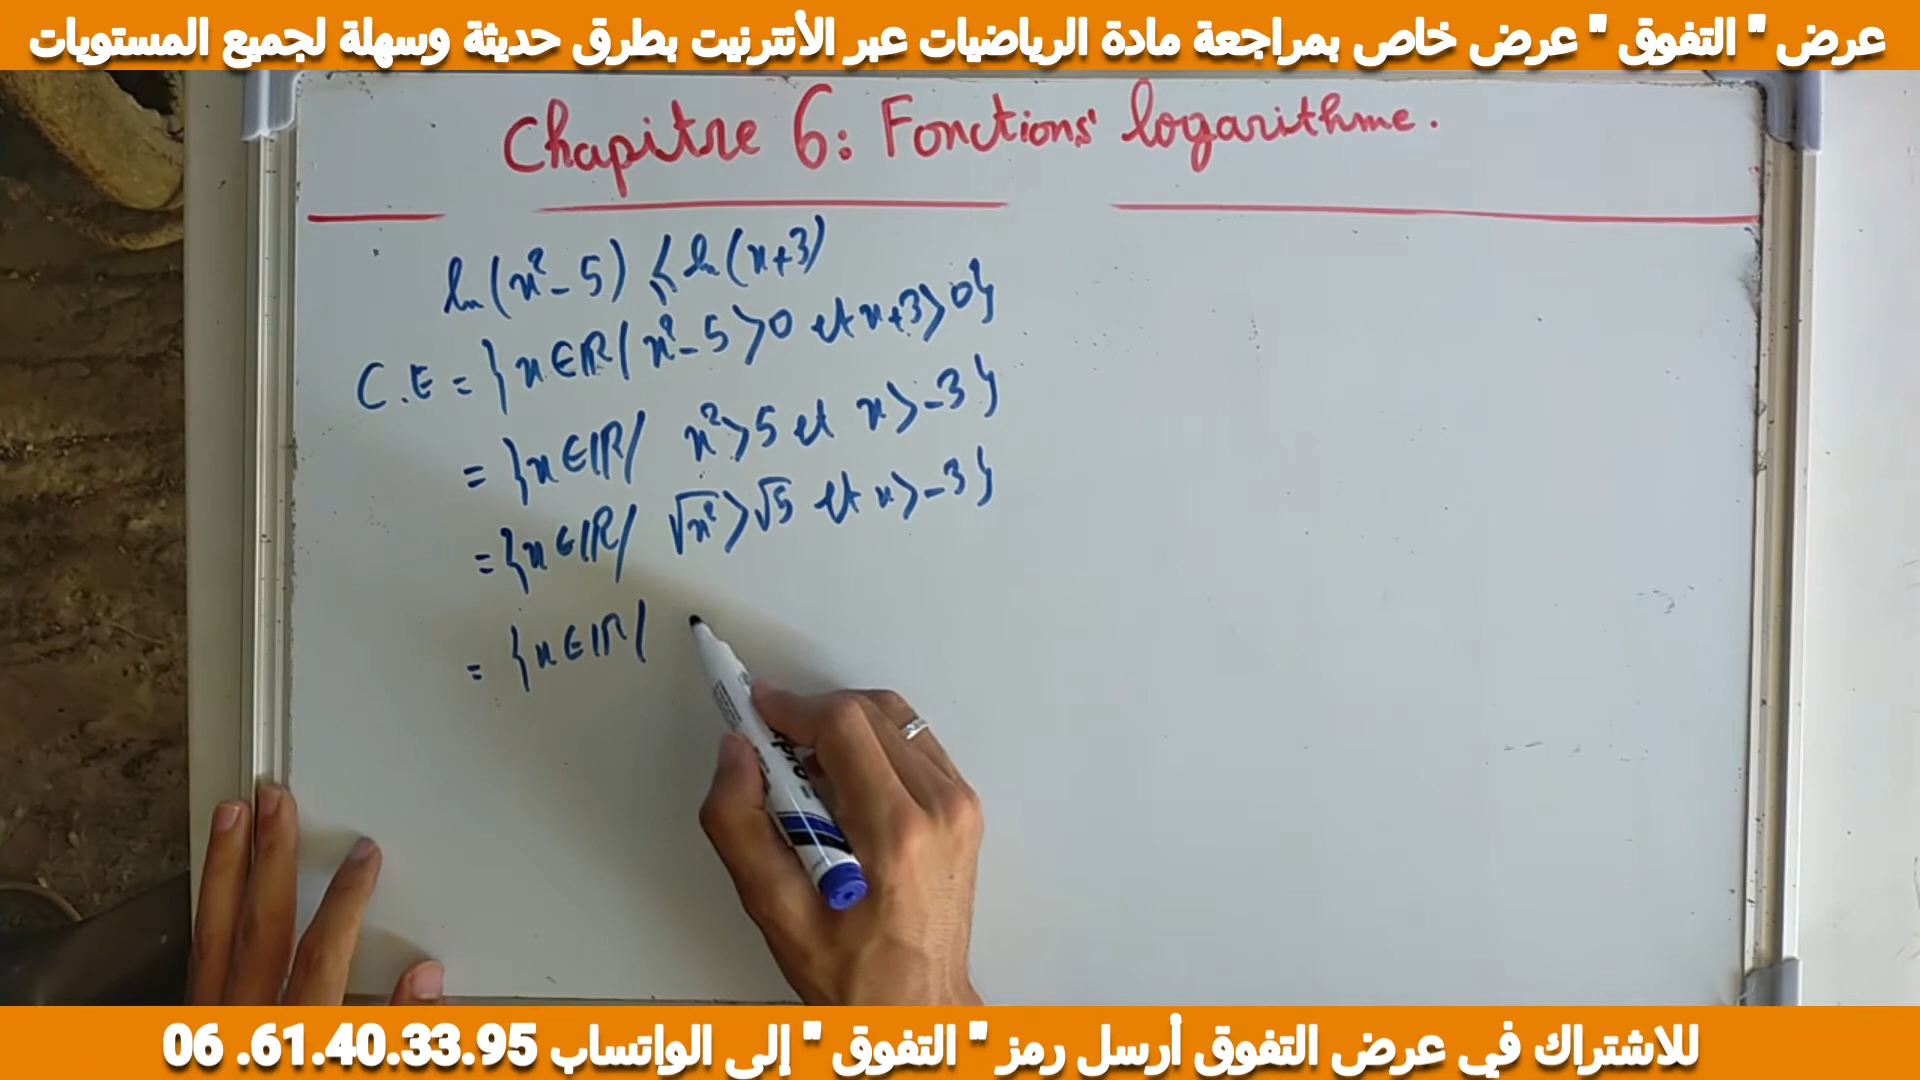 عرض " التفوق " عرض خاص بمراجعة مادة الرياضيات عبر الأنترنيت بطرق حديثة وسهلة لجميع المستويات
Chapitre 6: Fonctions logarithme.
ln(x²-5) ≤ ln(x+3)
C.E = {x∈ℝ/ x²-5>0 et x+3>0}
= {x∈ℝ/ x²>5 et x>-3}
= {x∈ℝ/ √x²>√5 et x>-3}
= {x∈ℝ/
للاشتراك في عرض التفوق أرسل رمز " التفوق " إلى الواتساب 06 .61.40.33.95